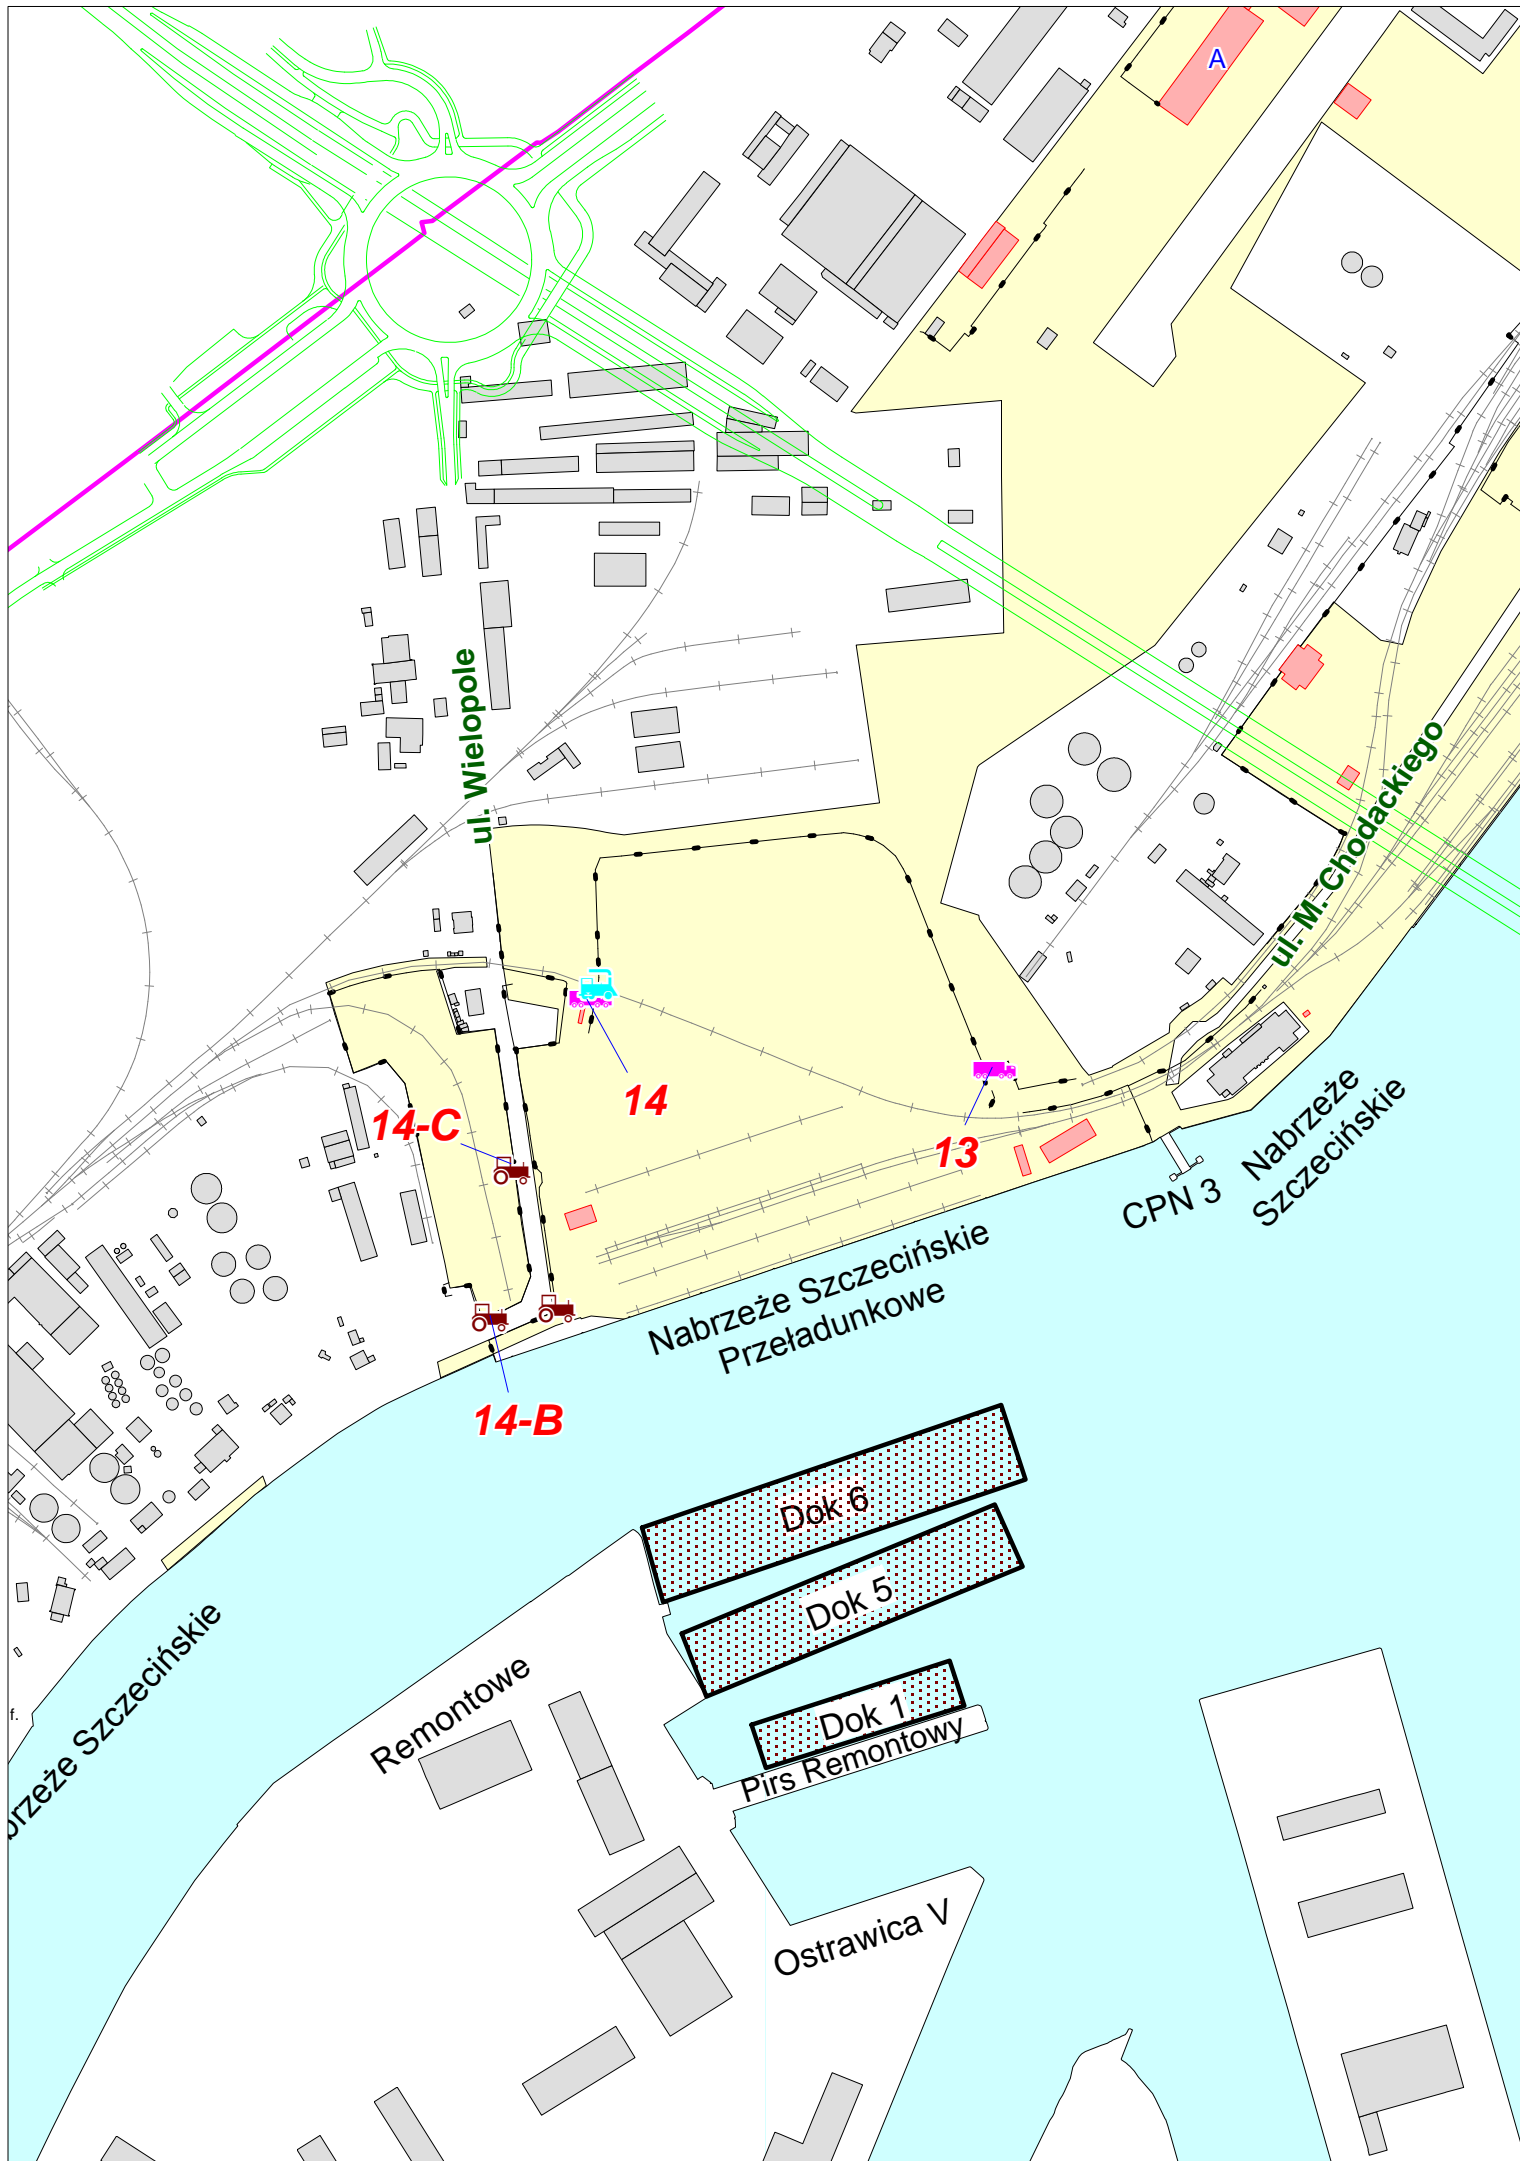 A
ul. Wielopole
ul. M. Chodackiego
14
14-C
13
Nabrzeże
Szczecińskie
CPN 3
Nabrzeże Szczecińskie
Przeładunkowe
14-B
Dok 6
Dok 5
Dok 1
Pirs Remontowy
Remontowe
brzeże Szczecińskie
f.
Ostrawica V